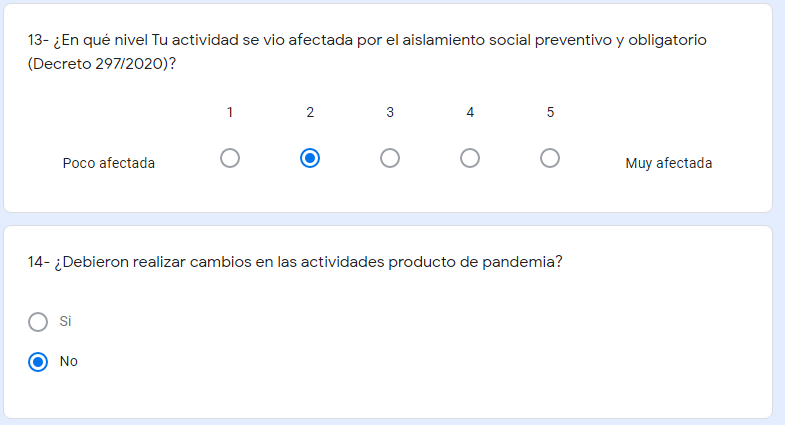 13- ¿En qué nivel Tu actividad se vio afectada por el aislamiento social preventivo y obligatorio
(Decreto 297/2020)?
1 2 3 4 5
Poco afectada Muy afectada
14- ¿Debieron realizar cambios en las actividades producto de pandemia?
Si
No